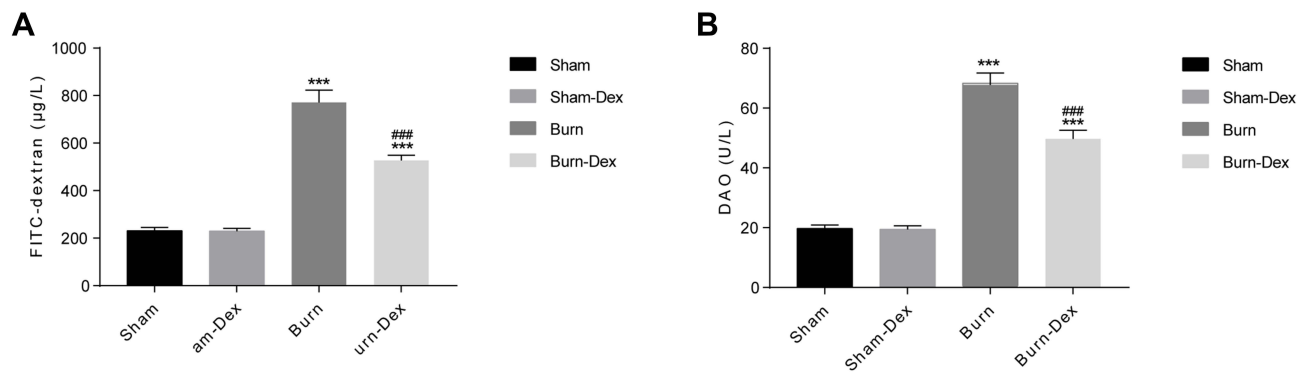 A
FITC-dextran (μg/L)
1000
800
600
400
200
0
***
###
***
Sham
am-Dex
Burn
urn-Dex
Sham
Sham-Dex
Burn
Burn-Dex
B
DAO (U/L)
80
60
40
20
0
***
###
***
Sham
Sham-Dex
Burn
Burn-Dex
Sham
Sham-Dex
Burn
Burn-Dex